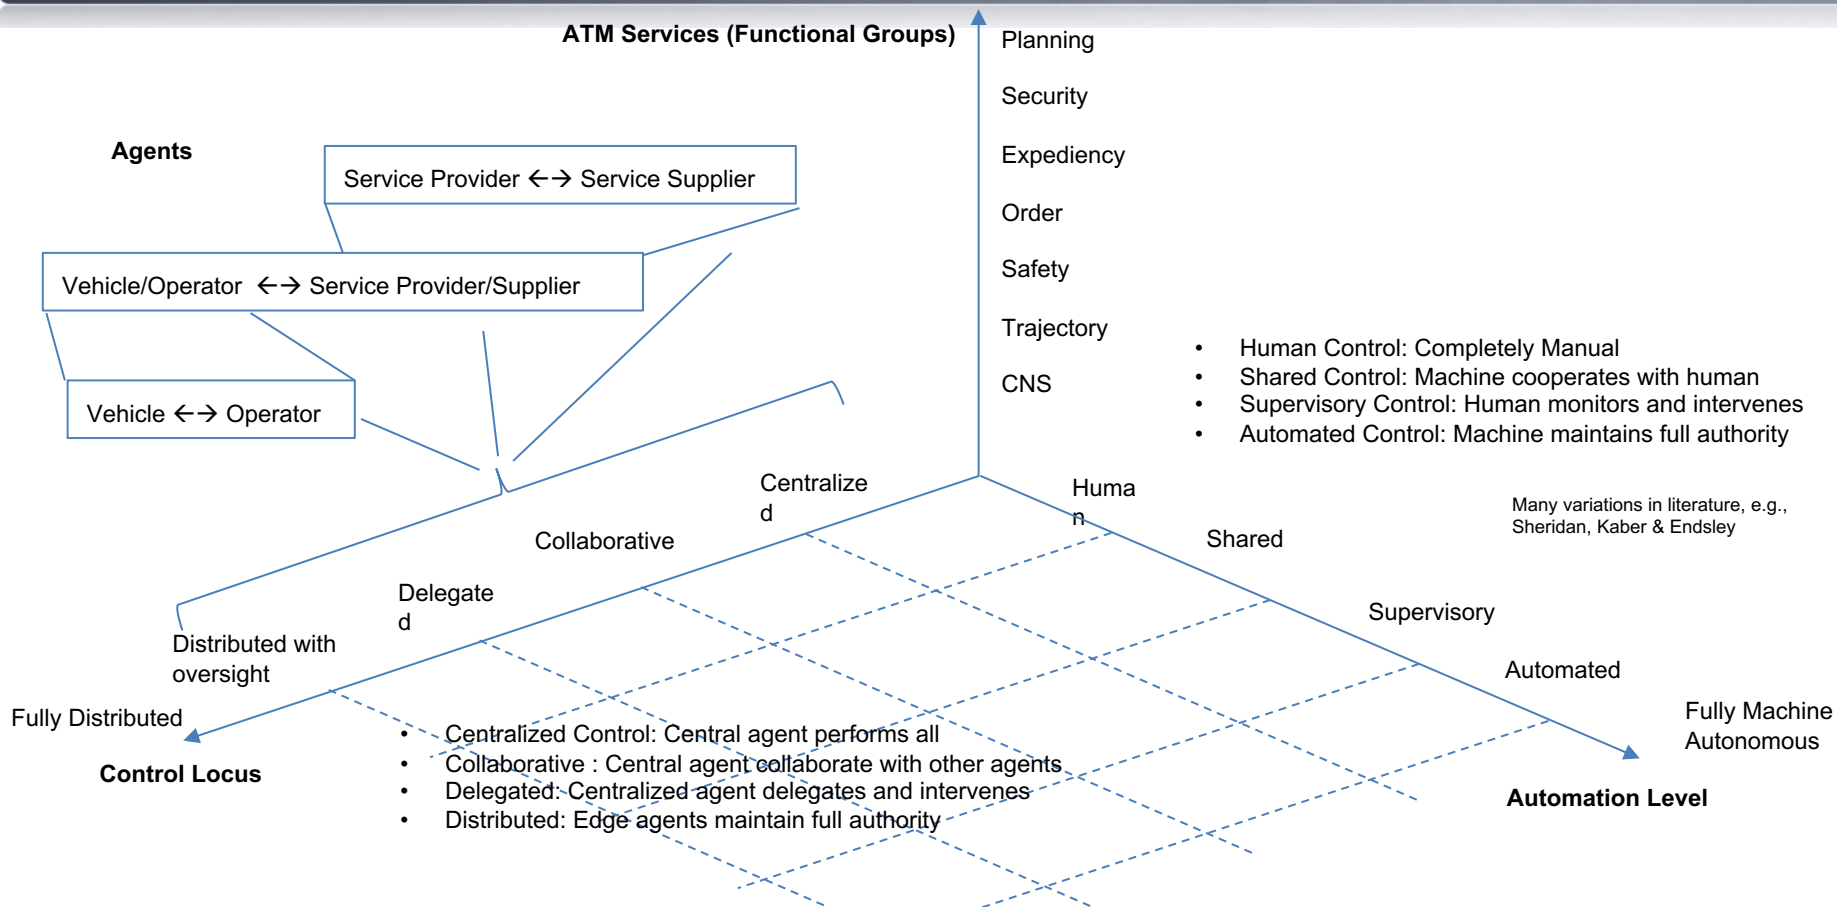 ATM Services (Functional Groups)
Planning
Security
Expediency
Order
Safety
Trajectory
CNS
Agents
Service Provider ←→ Service Supplier
Vehicle/Operator ←→ Service Provider/Supplier
Vehicle ←→ Operator
• Human Control: Completely Manual
• Shared Control: Machine cooperates with human
• Supervisory Control: Human monitors and intervenes
• Automated Control: Machine maintains full authority
Many variations in literature, e.g.,
Sheridan, Kaber & Endsley
Centralize
d
Collaborative
Delegate
d
Distributed with
oversight
Fully Distributed
Control Locus
Huma
n
Shared
Supervisory
Automated
Fully Machine
Autonomous
Automation Level
• Centralized Control: Central agent performs all
• Collaborative : Central agent collaborate with other agents
• Delegated: Centralized agent delegates and intervenes
• Distributed: Edge agents maintain full authority